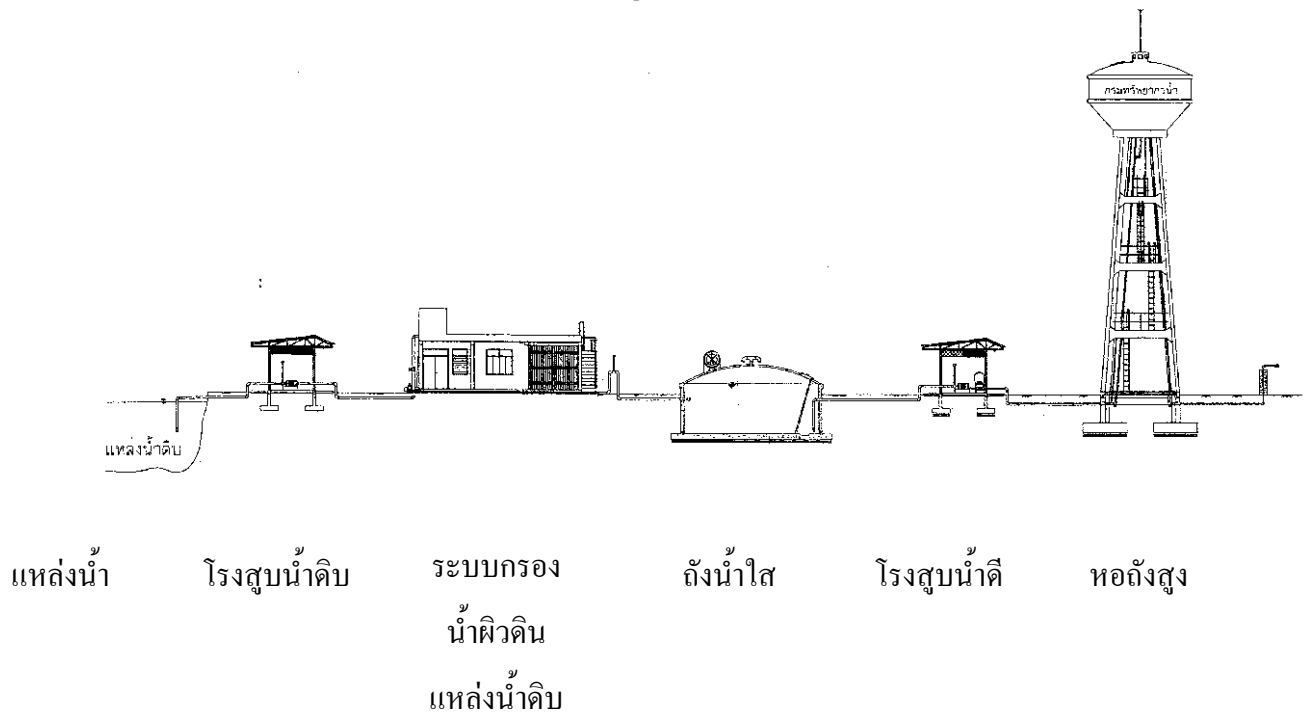 กรมทรัพยากรน้ำ
แหล่งน้ำดิบ
แหล่งน้ำ
โรงสูบน้ำดิบ
ระบบกรอง
น้ำผิวดิน
แหล่งน้ำดิบ
ถังน้ำใส
โรงสูบน้ำดี
หอถังสูง